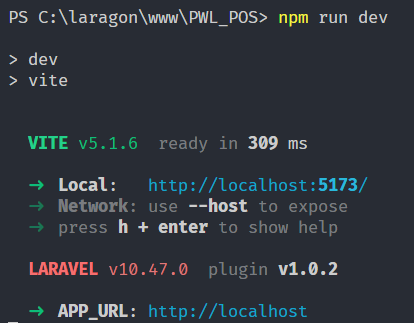 PS C:\laragon\www\PWL_POS> npm run dev
> dev
> vite
VITE v5.1.6 ready in 309 ms
➜ Local: http://localhost:5173/
➜ Network: use --host to expose
➜ press h + enter to show help
LARAVEL v10.47.0 plugin v1.0.2
➜ APP_URL: http://localhost